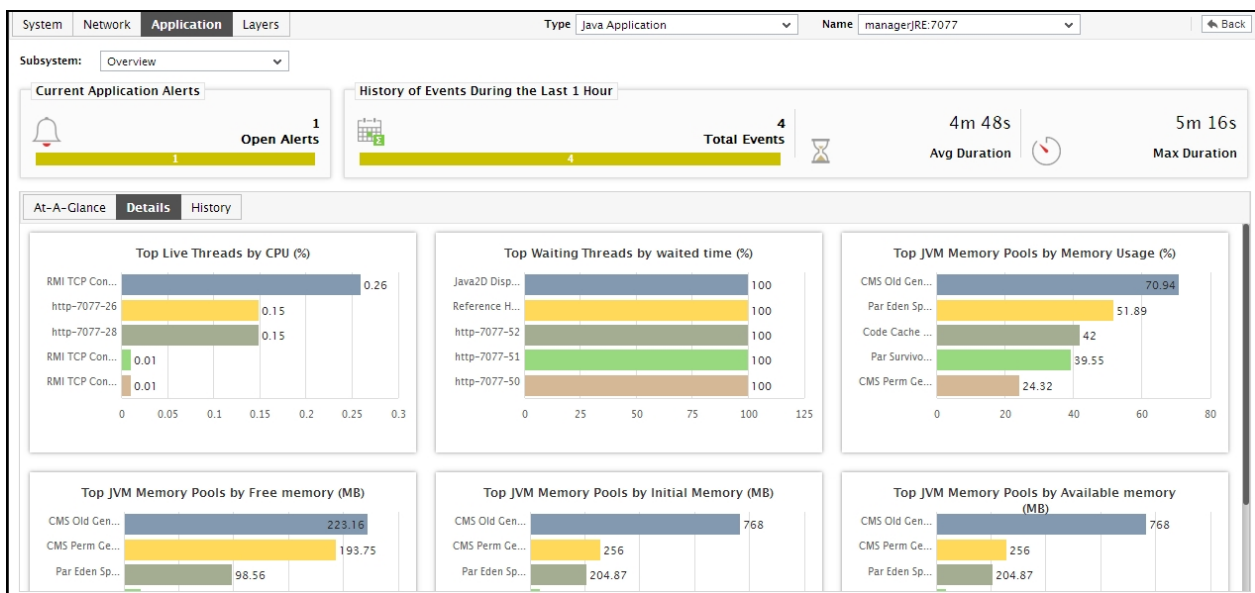 System Network Application Layers Type Java Application Name managerJRE:7077 Back
Subsystem: Overview
Current Application Alerts
1
Open Alerts
1
History of Events During the Last 1 Hour
4
Total Events
4
4m 48s
Avg Duration
5m 16s
Max Duration
At-A-Glance Details History
Top Live Threads by CPU (%)
RMI TCP Con... 0.26
http-7077-26 0.15
http-7077-28 0.15
RMI TCP Con... 0.01
RMI TCP Con... 0.01
0 0.05 0.1 0.15 0.2 0.25 0.3
Top Waiting Threads by waited time (%)
Java2D Disp... 100
Reference H... 100
http-7077-52 100
http-7077-51 100
http-7077-50 100
0 25 50 75 100 125
Top JVM Memory Pools by Memory Usage (%)
CMS Old Gen... 70.94
Par Eden Sp... 51.89
Code Cache ... 42
Par Survivo... 39.55
CMS Perm Ge... 24.32
0 20 40 60 80
Top JVM Memory Pools by Free memory (MB)
CMS Old Gen... 223.16
CMS Perm Ge... 193.75
Par Eden Sp... 98.56
Top JVM Memory Pools by Initial Memory (MB)
CMS Old Gen... 768
CMS Perm Ge... 256
Par Eden Sp... 204.87
Top JVM Memory Pools by Available memory
(MB)
CMS Old Gen... 768
CMS Perm Ge... 256
Par Eden Sp... 204.87